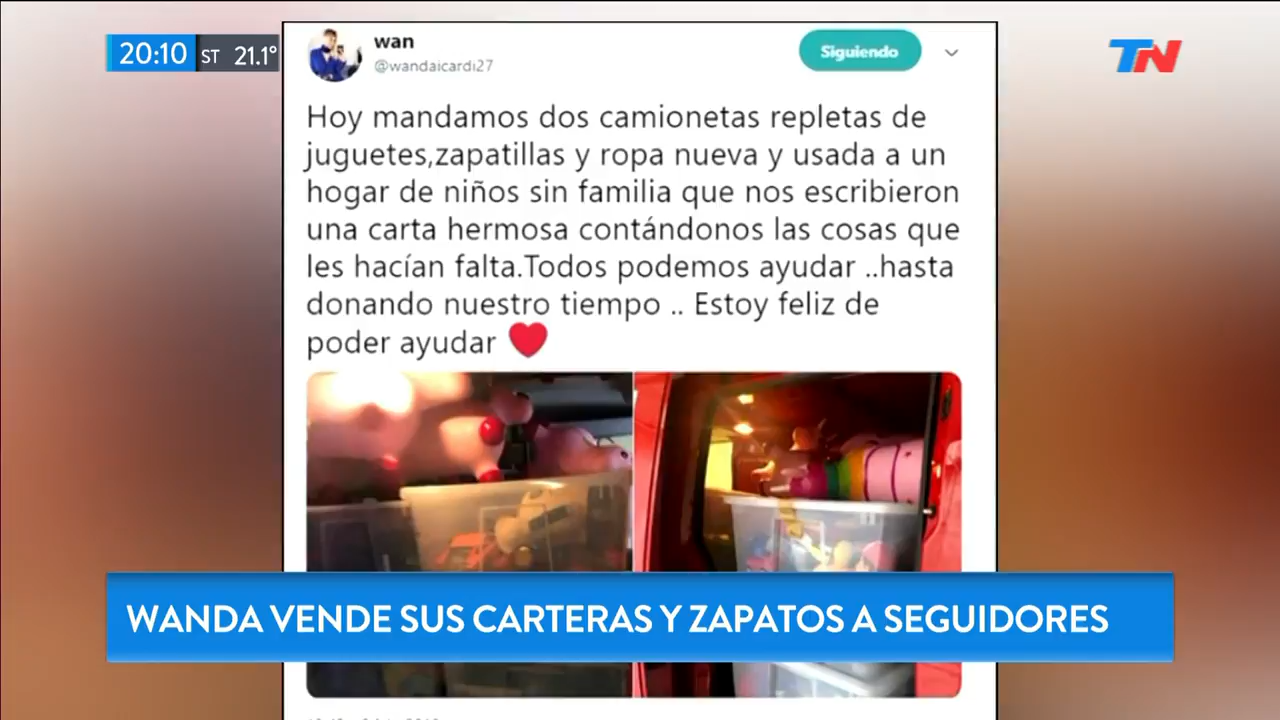 20:10 ST 21.1°
TN
wan
@wandaicardi27
Siguiendo
Hoy mandamos dos camionetas repletas de
juguetes,zapatillas y ropa nueva y usada a un
hogar de niños sin familia que nos escribieron
una carta hermosa contándonos las cosas que
les hacían falta.Todos podemos ayudar ..hasta
donando nuestro tiempo .. Estoy feliz de
poder ayudar ❤️
WANDA VENDE SUS CARTERAS Y ZAPATOS A SEGUIDORES